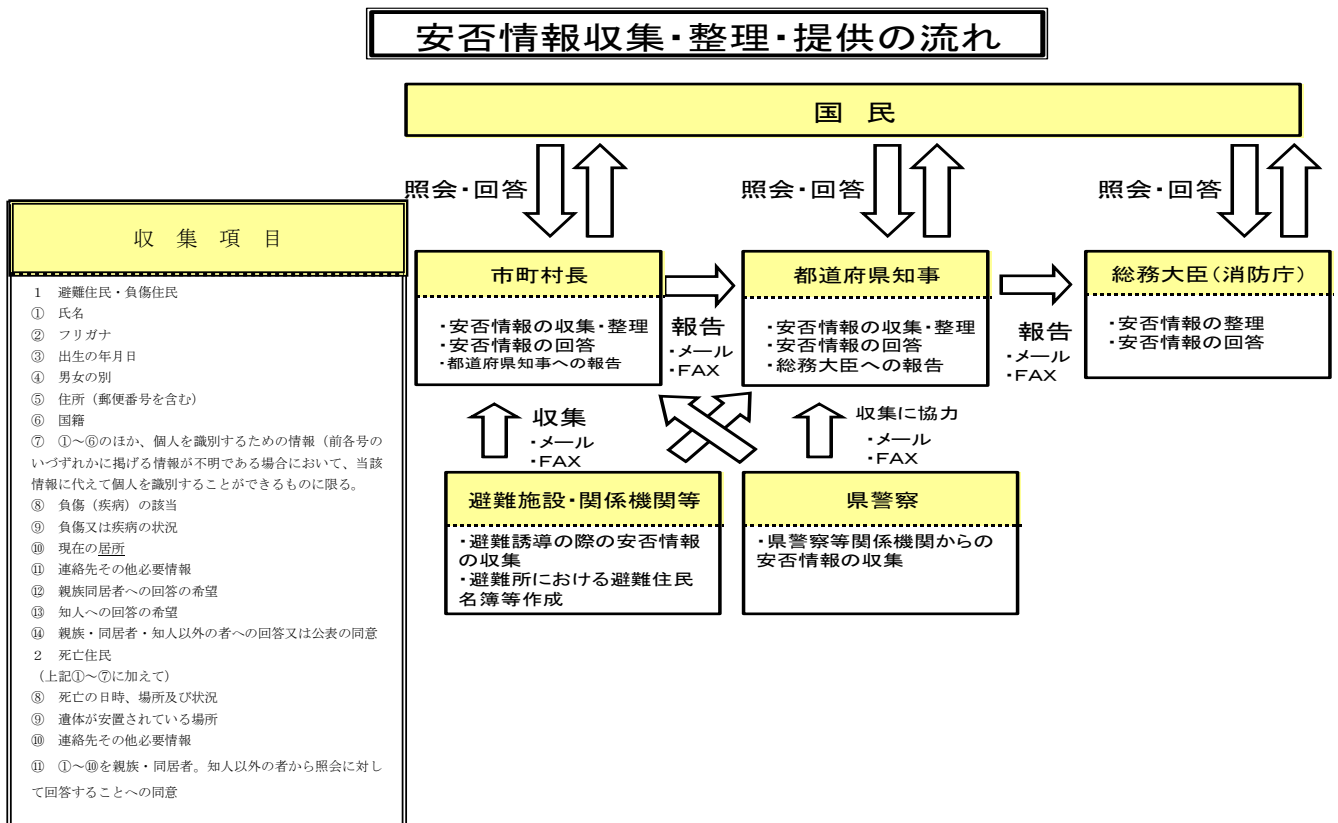 安否情報収集・整理・提供の流れ
国 民
照会・回答
照会・回答
照会・回答
収 集 項 目
1 避難住民・負傷住民
① 氏名
② フリガナ
③ 出生の年月日
④ 男女の別
⑤ 住所（郵便番号を含む）
⑥ 国籍
⑦ ①～⑥のほか、個人を識別するための情報（前各号の
いづずれかに掲げる情報が不明である場合において、当該
情報に代えて個人を識別することができるものに限る。
⑧ 負傷（疾病）の該当
⑨ 負傷又は疾病の状況
⑩ 現在の居所
⑪ 連絡先その他必要情報
⑫ 親族同居者への回答の希望
⑬ 知人への回答の希望
⑭ 親族・同居者・知人以外の者への回答又は公表の同意
2 死亡住民
（上記①～⑦に加えて）
⑧ 死亡の日時、場所及び状況
⑨ 遺体が安置されている場所
⑩ 連絡先その他必要情報
⑪ ①～⑩を親族・同居者。知人以外の者から照会に対し
て回答することへの同意
市町村長
・安否情報の収集・整理
・安否情報の回答
・都道府県知事への報告
報告
・メール
・FAX
都道府県知事
・安否情報の収集・整理
・安否情報の回答
・総務大臣への報告
報告
・メール
・FAX
総務大臣（消防庁）
・安否情報の整理
・安否情報の回答
収集
・メール
・FAX
収集に協力
・メール
・FAX
避難施設・関係機関等
・避難誘導の際の安否情報
の収集
・避難所における避難住民
名簿等作成
県警察
・県警察等関係機関からの
安否情報の収集